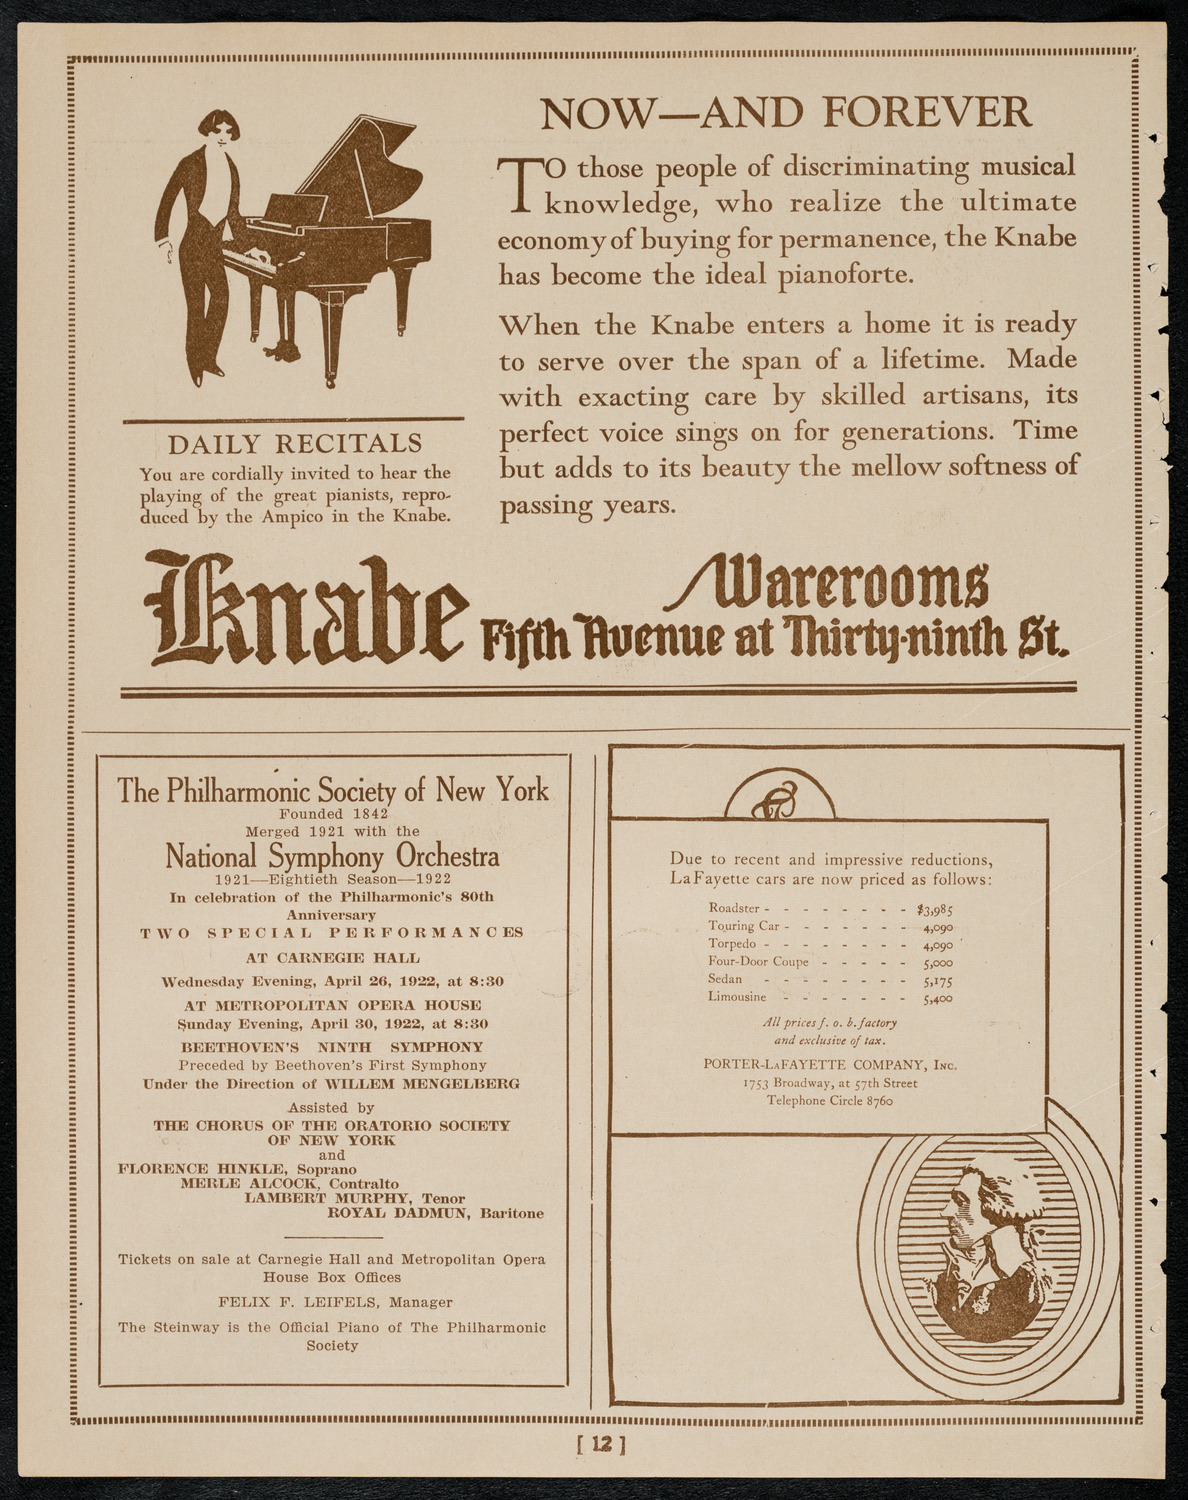 NOW—AND FOREVER
TO those people of discriminating musical
knowledge, who realize the ultimate
economy of buying for permanence, the Knabe
has become the ideal pianoforte.
When the Knabe enters a home it is ready
to serve over the span of a lifetime. Made
with exacting care by skilled artisans, its
perfect voice sings on for generations. Time
but adds to its beauty the mellow softness of
passing years.
DAILY RECITALS
You are cordially invited to hear the
playing of the great pianists, repro-
duced by the Ampico in the Knabe.
Knabe
Warerooms
Fifth Avenue at Thirty-ninth St.
The Philharmonic Society of New York
Founded 1842
Merged 1921 with the
National Symphony Orchestra
1921—Eightieth Season—1922
In celebration of the Philharmonic's 80th
Anniversary
TWO SPECIAL PERFORMANCES
AT CARNEGIE HALL
Wednesday Evening, April 26, 1922, at 8:30
AT METROPOLITAN OPERA HOUSE
Sunday Evening, April 30, 1922, at 8:30
BEETHOVEN'S NINTH SYMPHONY
Preceded by Beethoven's First Symphony
Under the Direction of WILLEM MENGELBERG
Assisted by
THE CHORUS OF THE ORATORIO SOCIETY
OF NEW YORK
and
FLORENCE HINKLE, Soprano
MERLE ALCOCK, Contralto
LAMBERT MURPHY, Tenor
ROYAL DADMUN, Baritone
Tickets on sale at Carnegie Hall and Metropolitan Opera
House Box Offices
FELIX F. LEIFELS, Manager
The Steinway is the Official Piano of The Philharmonic
Society
Due to recent and impressive reductions,
LaFayette cars are now priced as follows:
Roadster - - - - - - - - $3,985
Touring Car - - - - - - - 4,090
Torpedo - - - - - - - - 4,090
Four-Door Coupe - - - - - 5,000
Sedan - - - - - - - - 5,175
Limousine - - - - - - - 5,400
All prices f. o. b. factory
and exclusive of tax.
PORTER-LAFAYETTE COMPANY, INC.
1753 Broadway, at 57th Street
Telephone Circle 8760
[ 12 ]